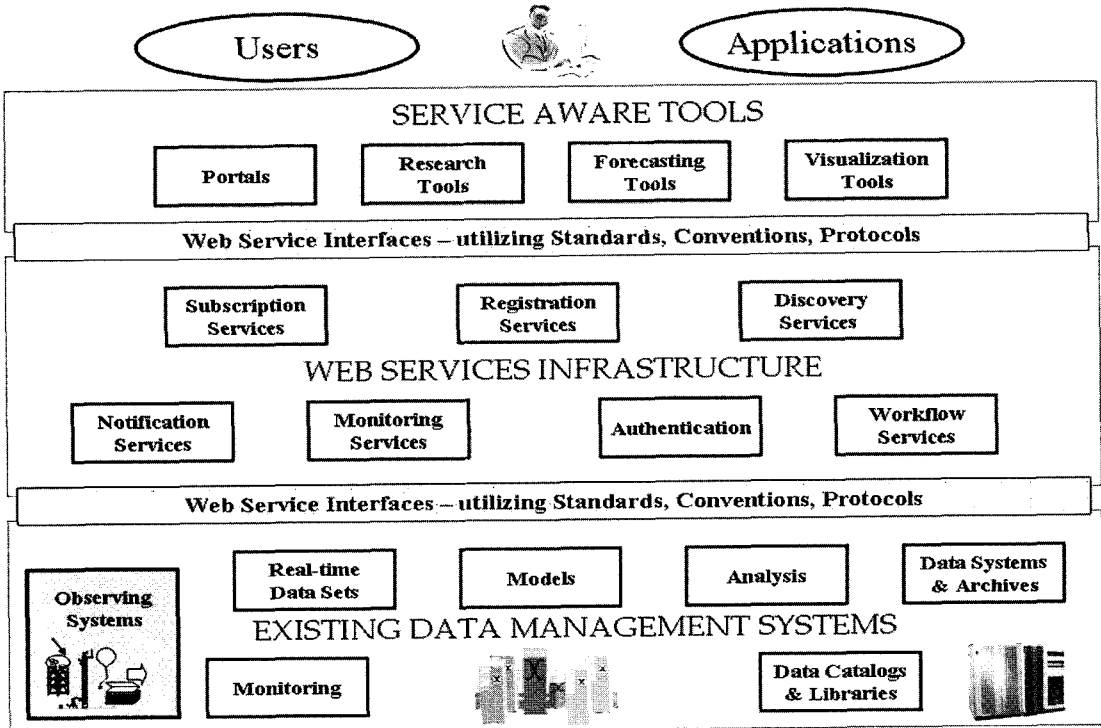 Users
Applications
SERVICE AWARE TOOLS
Portals
Research
Tools
Forecasting
Tools
Visualization
Tools
Web Service Interfaces – utilizing Standards, Conventions, Protocols
Subscription
Services
Registration
Services
Discovery
Services
WEB SERVICES INFRASTRUCTURE
Notification
Services
Monitoring
Services
Authentication
Workflow
Services
Web Service Interfaces – utilizing Standards, Conventions, Protocols
Observing
Systems
Real-time
Data Sets
Models
Analysis
Data Systems
& Archives
EXISTING DATA MANAGEMENT SYSTEMS
Monitoring
Data Catalogs
& Libraries